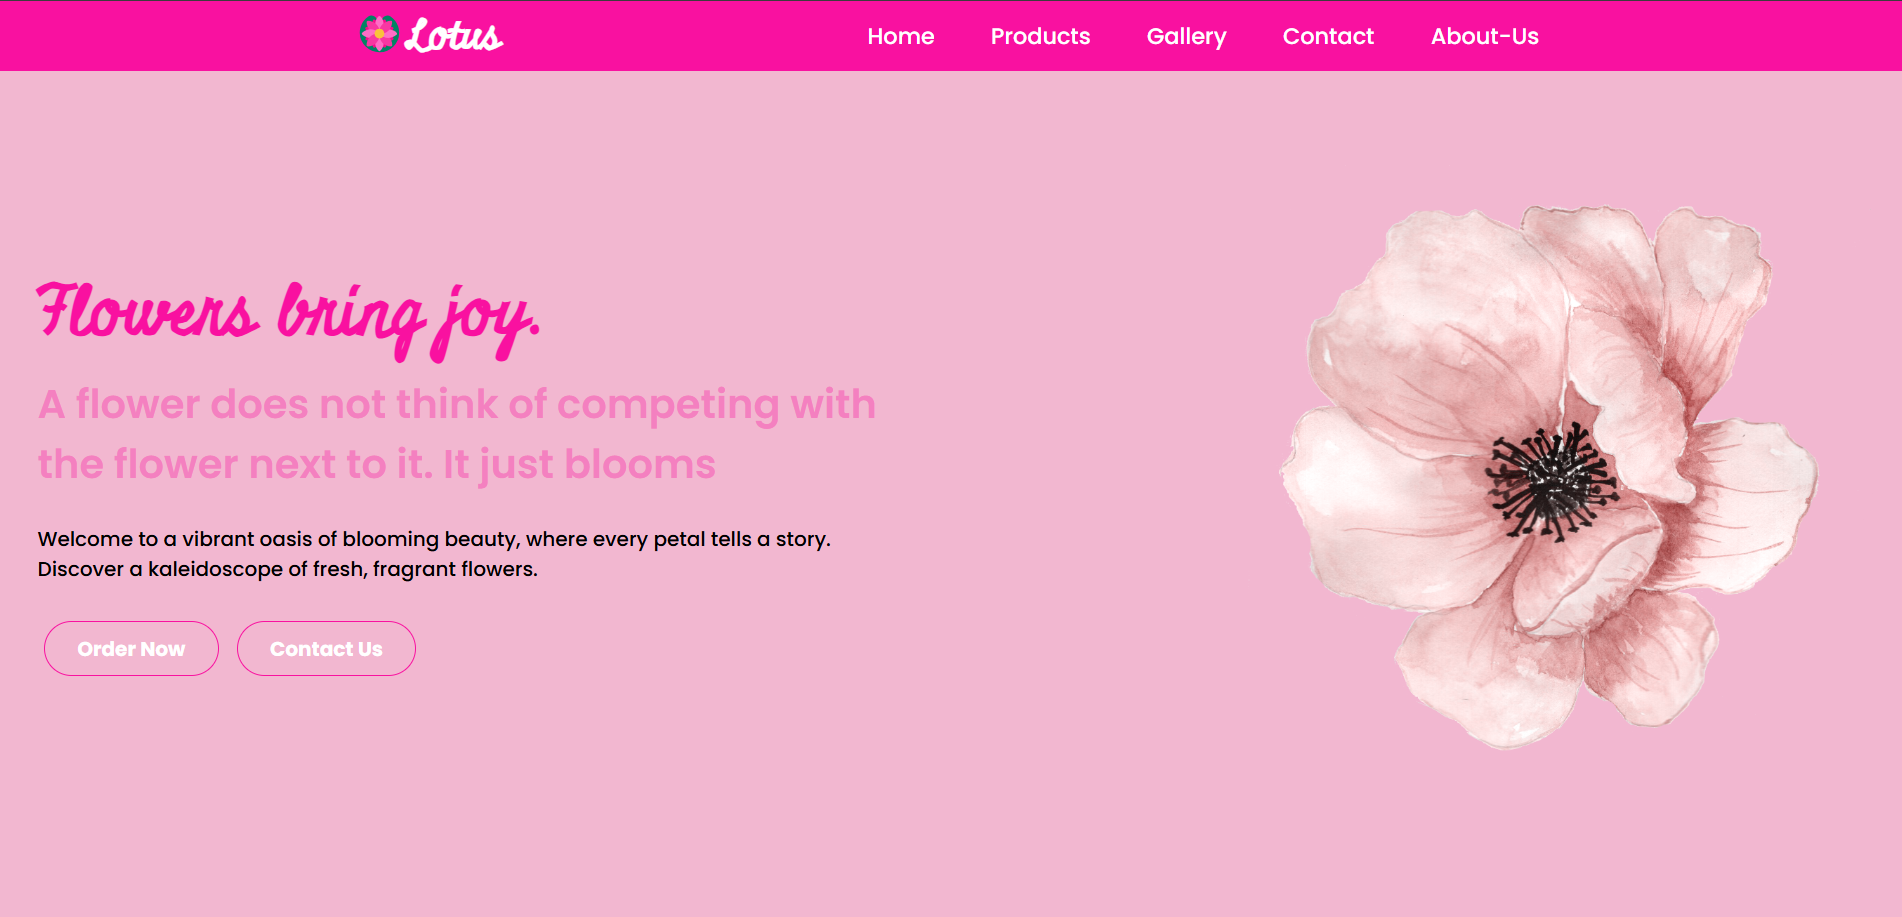 Lotus
Home Products Gallery Contact About-Us
Flowers bring joy.
A flower does not think of competing with
the flower next to it. It just blooms
Welcome to a vibrant oasis of blooming beauty, where every petal tells a story.
Discover a kaleidoscope of fresh, fragrant flowers.
Order Now Contact Us